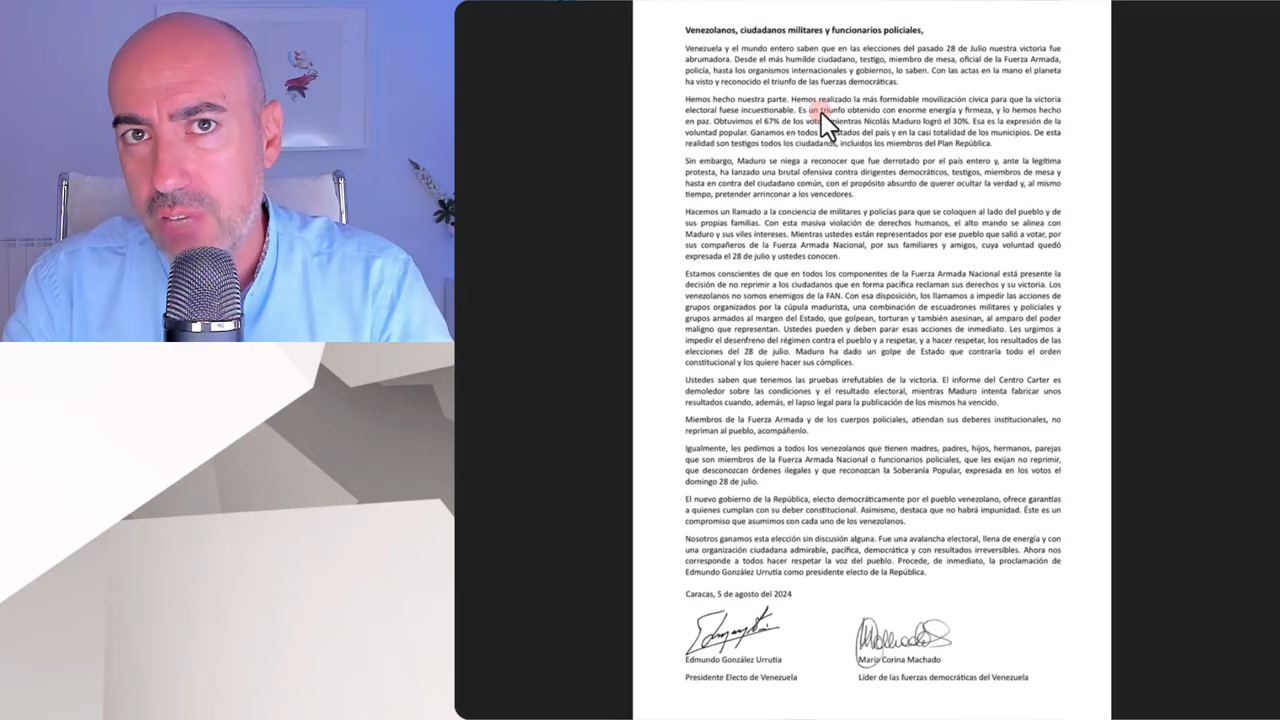 Venezolanos, ciudadanos militares y funcionarios policiales,
Venezuela y el mundo entero saben que en las elecciones del pasado 28 de Julio nuestra victoria fue
abrumadora. Desde el más humilde ciudadano, testigo, miembro de mesa, oficial de la Fuerza Armada,
policía, hasta los organismos internacionales y gobiernos, lo saben. Con las actas en la mano el planeta
ha visto y reconocido el triunfo de las fuerzas democráticas.
Hemos hecho nuestra parte. Hemos realizado la más formidable movilización cívica para que la victoria
electoral fuese incuestionable. Es un triunfo obtenido con enorme energía y firmeza, y lo hemos hecho
en paz. Obtuvimos el 67% de los mientras Nicolás Maduro logró el 30%. Esa es la expresión de la
voluntad popular. Ganamos en todos del país y en la casi totalidad de los municipios. De esta
realidad son testigos todos los ciudadanos, incluidos los miembros del Plan República.
Sin embargo, Maduro se niega a reconocer que fue derrotado por el país entero y, ante la legítima
protesta, ha lanzado una brutal ofensiva contra dirigentes democráticos, testigos, miembros de mesa y
hasta en contra del ciudadano común, con el propósito absurdo de querer ocultar la verdad y, al mismo
tiempo, pretender arrinconar a los vencedores.
Hacemos un llamado a la conciencia de militares y policías para que se coloquen al lado del pueblo y de
sus propias familias. Con esta masiva violación de derechos humanos, el alto mando se alinea con
Maduro y sus viles intereses. Mientras ustedes están representados por ese pueblo que salió a votar, por
sus compañeros de la Fuerza Armada Nacional, por sus familiares y amigos, cuya voluntad quedó
expresada el 28 de julio y ustedes conocen.
Estamos conscientes de que en todos los componentes de la Fuerza Armada Nacional está presente la
decisión de no reprimir a los ciudadanos que en forma pacífica reclaman sus derechos y su victoria. Los
venezolanos no somos enemigos de la FAN. Con esa disposición, los llamamos a impedir las acciones de
grupos organizados por la cúpula madurista, una combinación de escuadrones militares y policiales y
grupos armados al margen del Estado, que golpean, torturan y también asesinan, al amparo del poder
maligno que representan. Ustedes pueden y deben parar esas acciones de inmediato. Les urgimos a
impedir el desenfreno del régimen contra el pueblo y a respetar, y a hacer respetar, los resultados de las
elecciones del 28 de julio. Maduro ha dado un golpe de Estado que contraría todo el orden
constitucional y los quiere hacer sus cómplices.
Ustedes saben que tenemos las pruebas irrefutables de la victoria. El informe del Centro Carter es
demoledor sobre las condiciones y el resultado electoral, mientras Maduro intenta fabricar unos
resultados cuando, además, el lapso legal para la publicación de los mismos ha vencido.
Miembros de la Fuerza Armada y de los cuerpos policiales, atiendan sus deberes institucionales, no
repriman al pueblo, acompáñenlo.
Igualmente, les pedimos a todos los venezolanos que tienen madres, padres, hijos, hermanos, parejas
que son miembros de la Fuerza Armada Nacional o funcionarios policiales, que les exijan no reprimir,
que desconozcan órdenes ilegales y que reconozcan la Soberanía Popular, expresada en los votos el
domingo 28 de julio.
El nuevo gobierno de la República, electo democráticamente por el pueblo venezolano, ofrece garantías
a quienes cumplan con su deber constitucional. Asimismo, destaca que no habrá impunidad. Éste es un
compromiso que asumimos con cada uno de los venezolanos.
Nosotros ganamos esta elección sin discusión alguna. Fue una avalancha electoral, llena de energía y con
una organización ciudadana admirable, pacífica, democrática y con resultados irreversibles. Ahora nos
corresponde a todos hacer respetar la voz del pueblo. Procede, de inmediato, la proclamación de
Edmundo González Urrutia como presidente electo de la República.
Caracas, 5 de agosto del 2024
Edmundo González Urrutia
María Corina Machado
Presidente Electo de Venezuela
Líder de las fuerzas democráticas del Venezuela